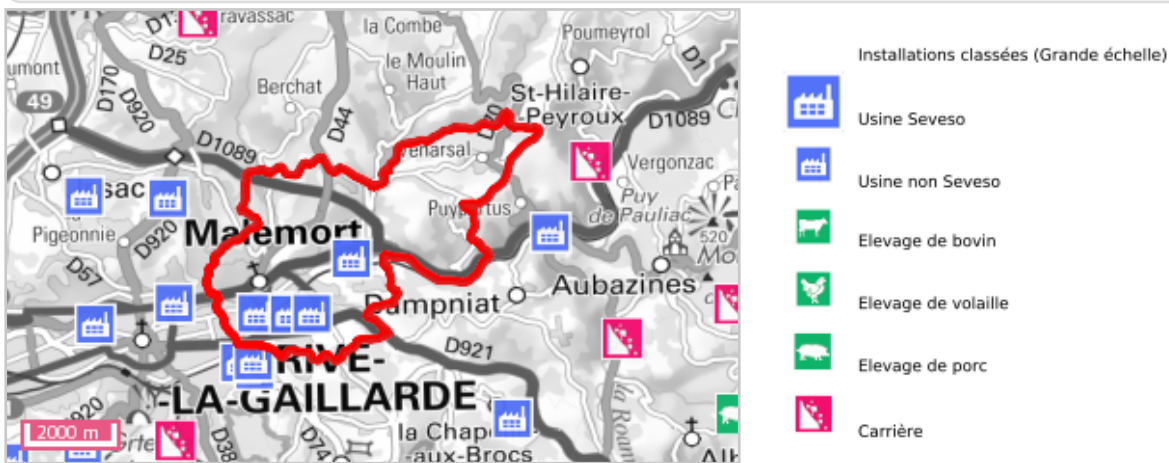 ravassac
la Combe
Poumeyrol
D25
D1
umont
D170
D920
le Moulin
Haut
Berchat
D44
St-Hilaire-
-Peyroux
49
D1089
D1089
Vergonzac
Puy
de Pauliac
sac
Pigeonnie
D920
Malemort
520
D57
Aubazines
Dampniat
D921
RIVE-
-LA-GAILLARDE
2000 m
D38
D74
la Chap
-aux-Brocs
Installations classées (Grande échelle)
Usine Seveso
Usine non Seveso
Elevage de bovin
Elevage de volaille
Elevage de porc
Carrière